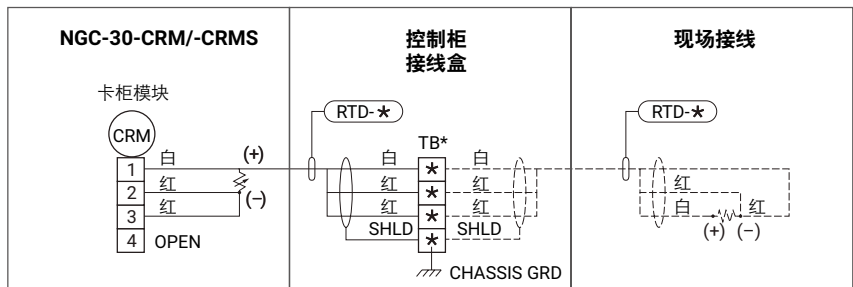 NGC-30-CRM/-CRMS
卡柜模块
CRM
1 白 (+)
2 红
3 红 (–)
4 OPEN
控制柜
接线盒
RTD-*
TB*
白 * 白
红 * 红
红 * 红
SHLD * SHLD
CHASSIS GRD
现场接线
RTD-*
红
白 红
(+) (–)